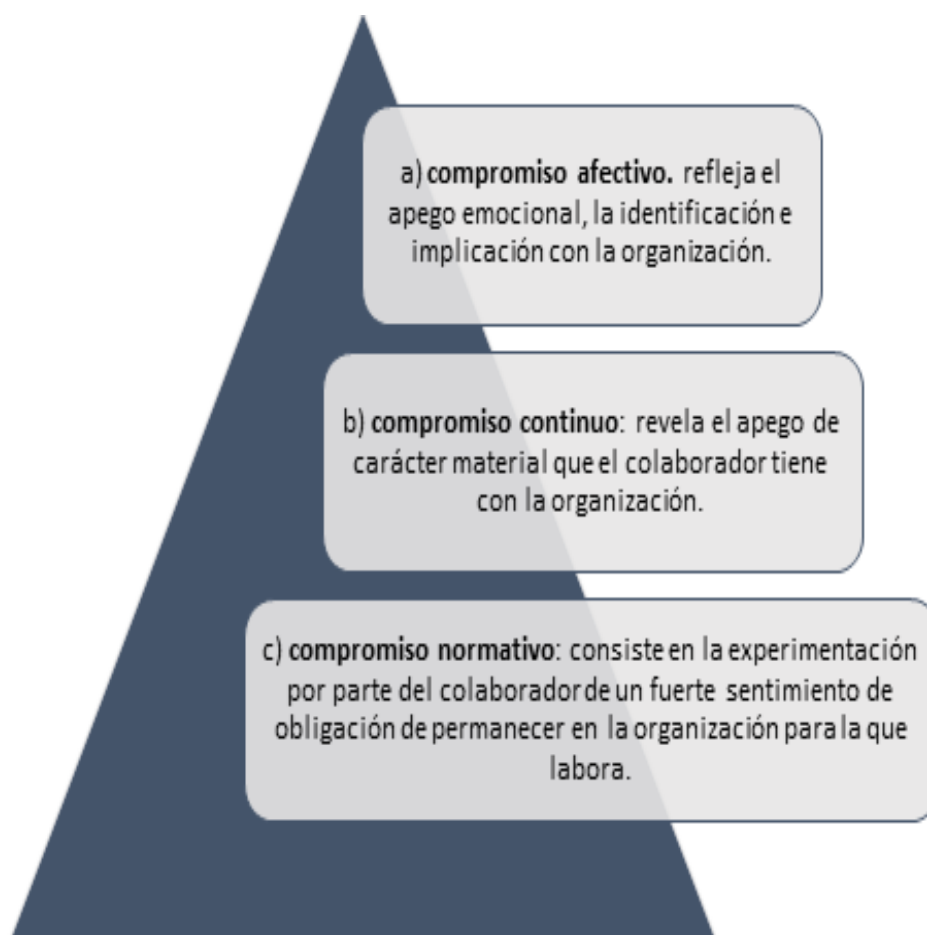 a) compromiso afectivo. refleja el
apego emocional, la identificación e
implicación con la organización.
b) compromiso continuo: revela el apego de
carácter material que el colaborador tiene
con la organización.
c) compromiso normativo: consiste en la experimentación
por parte del colaborador de un fuerte sentimiento de
obligación de permanecer en la organización para la que
labora.